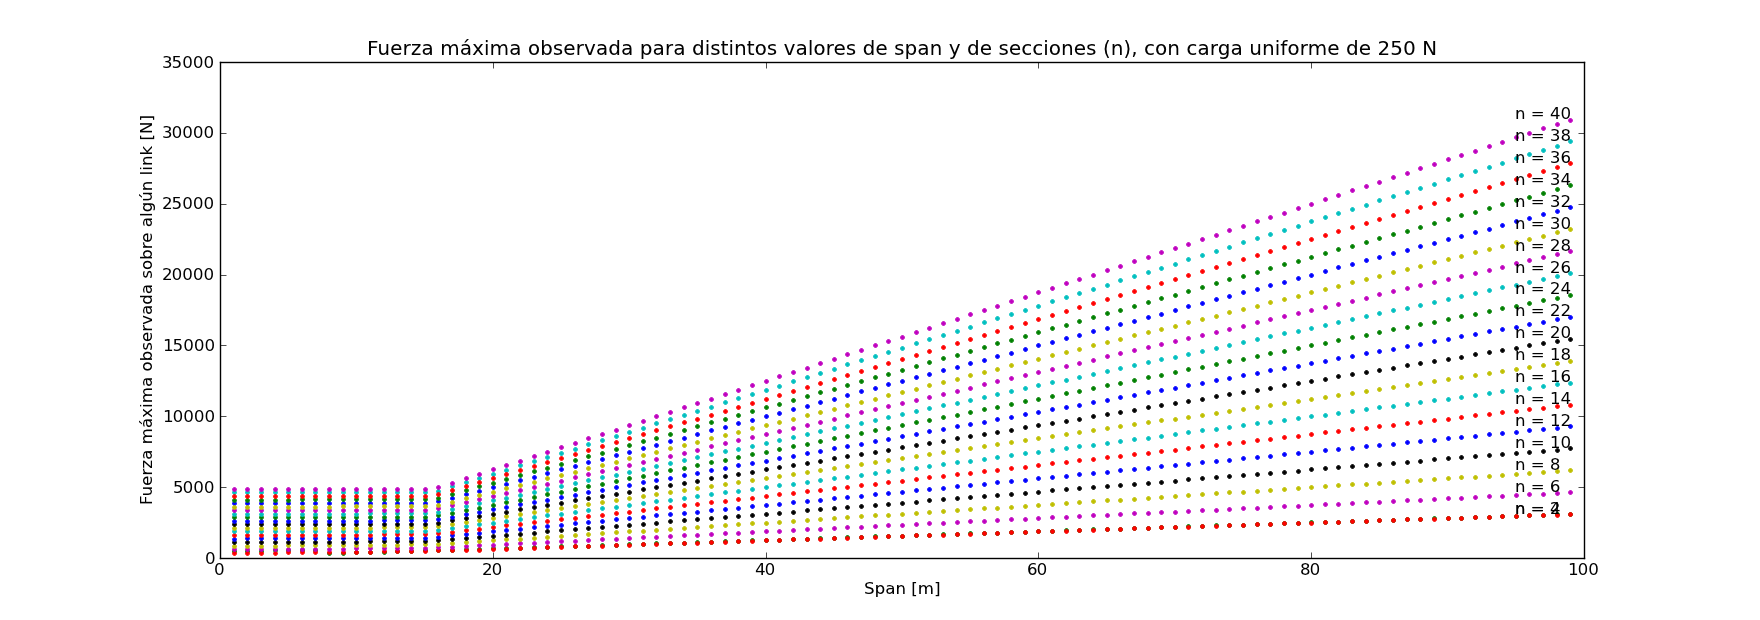 Fuerza máxima observada para distintos valores de span y de secciones (n), con carga uniforme de 250 N
Fuerza máxima observada sobre algún link [N]
35000
30000
25000
20000
15000
10000
5000
0
n = 40
n = 38
n = 36
n = 34
n = 32
n = 30
n = 28
n = 26
n = 24
n = 22
n = 20
n = 18
n = 16
n = 14
n = 12
n = 10
n = 8
n = 6
n = 4
n = 2
0 20 40 60 80 100
Span [m]